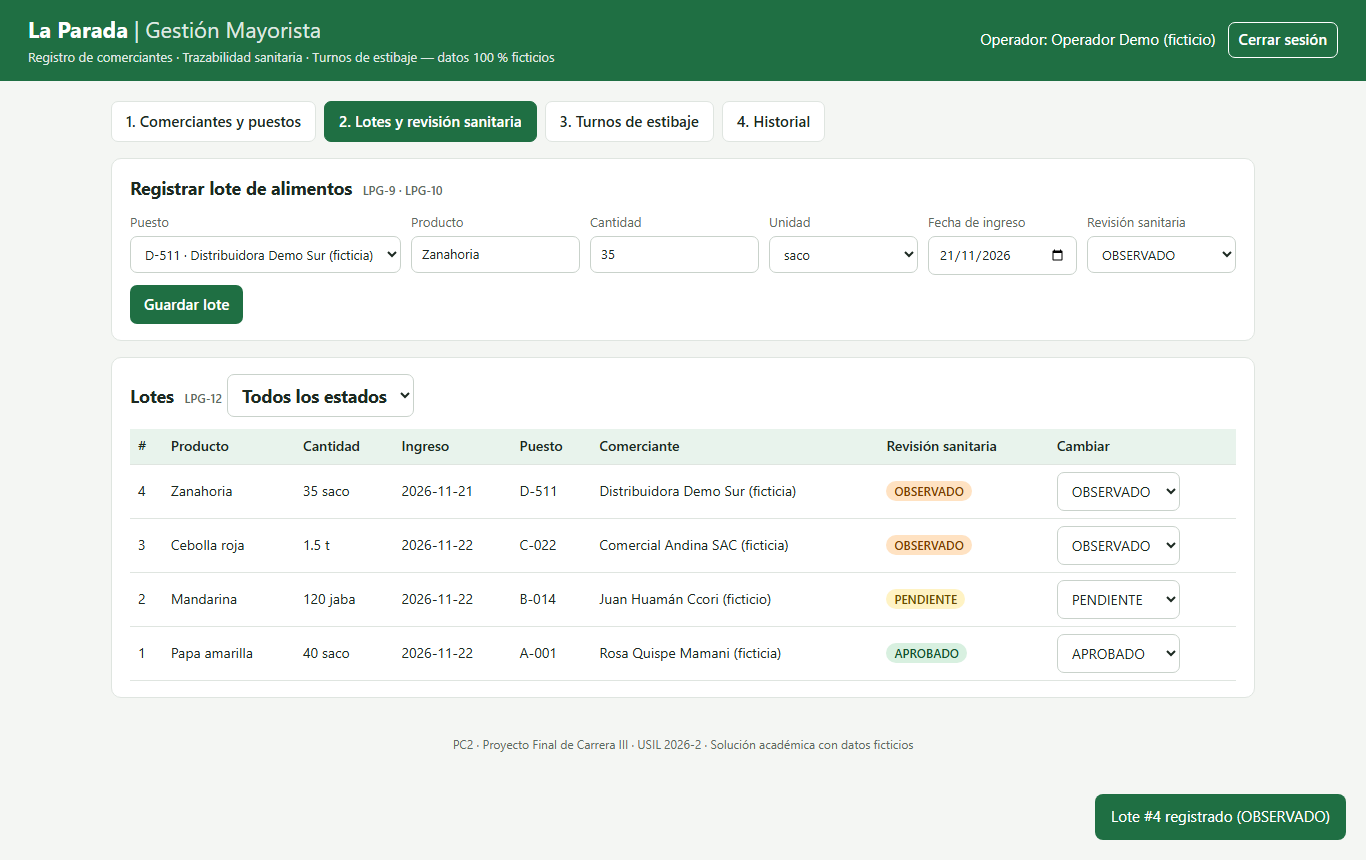 La Parada | Gestión Mayorista
Registro de comerciantes · Trazabilidad sanitaria · Turnos de estibaje — datos 100 % ficticios
Operador: Operador Demo (ficticio)
Cerrar sesión
1. Comerciantes y puestos
2. Lotes y revisión sanitaria
3. Turnos de estibaje
4. Historial
Registrar lote de alimentos LPG-9 · LPG-10
Puesto Producto Cantidad Unidad Fecha de ingreso Revisión sanitaria
D-511 · Distribuidora Demo Sur (ficticia) Zanahoria 35 saco 21/11/2026 OBSERVADO
Guardar lote
Lotes LPG-12 Todos los estados
# Producto Cantidad Ingreso Puesto Comerciante Revisión sanitaria Cambiar
4 Zanahoria 35 saco 2026-11-21 D-511 Distribuidora Demo Sur (ficticia) OBSERVADO OBSERVADO
3 Cebolla roja 1.5 t 2026-11-22 C-022 Comercial Andina SAC (ficticia) OBSERVADO OBSERVADO
2 Mandarina 120 jaba 2026-11-22 B-014 Juan Huamán Ccori (ficticio) PENDIENTE PENDIENTE
1 Papa amarilla 40 saco 2026-11-22 A-001 Rosa Quispe Mamani (ficticia) APROBADO APROBADO
PC2 · Proyecto Final de Carrera III · USIL 2026-2 · Solución académica con datos ficticios
Lote #4 registrado (OBSERVADO)